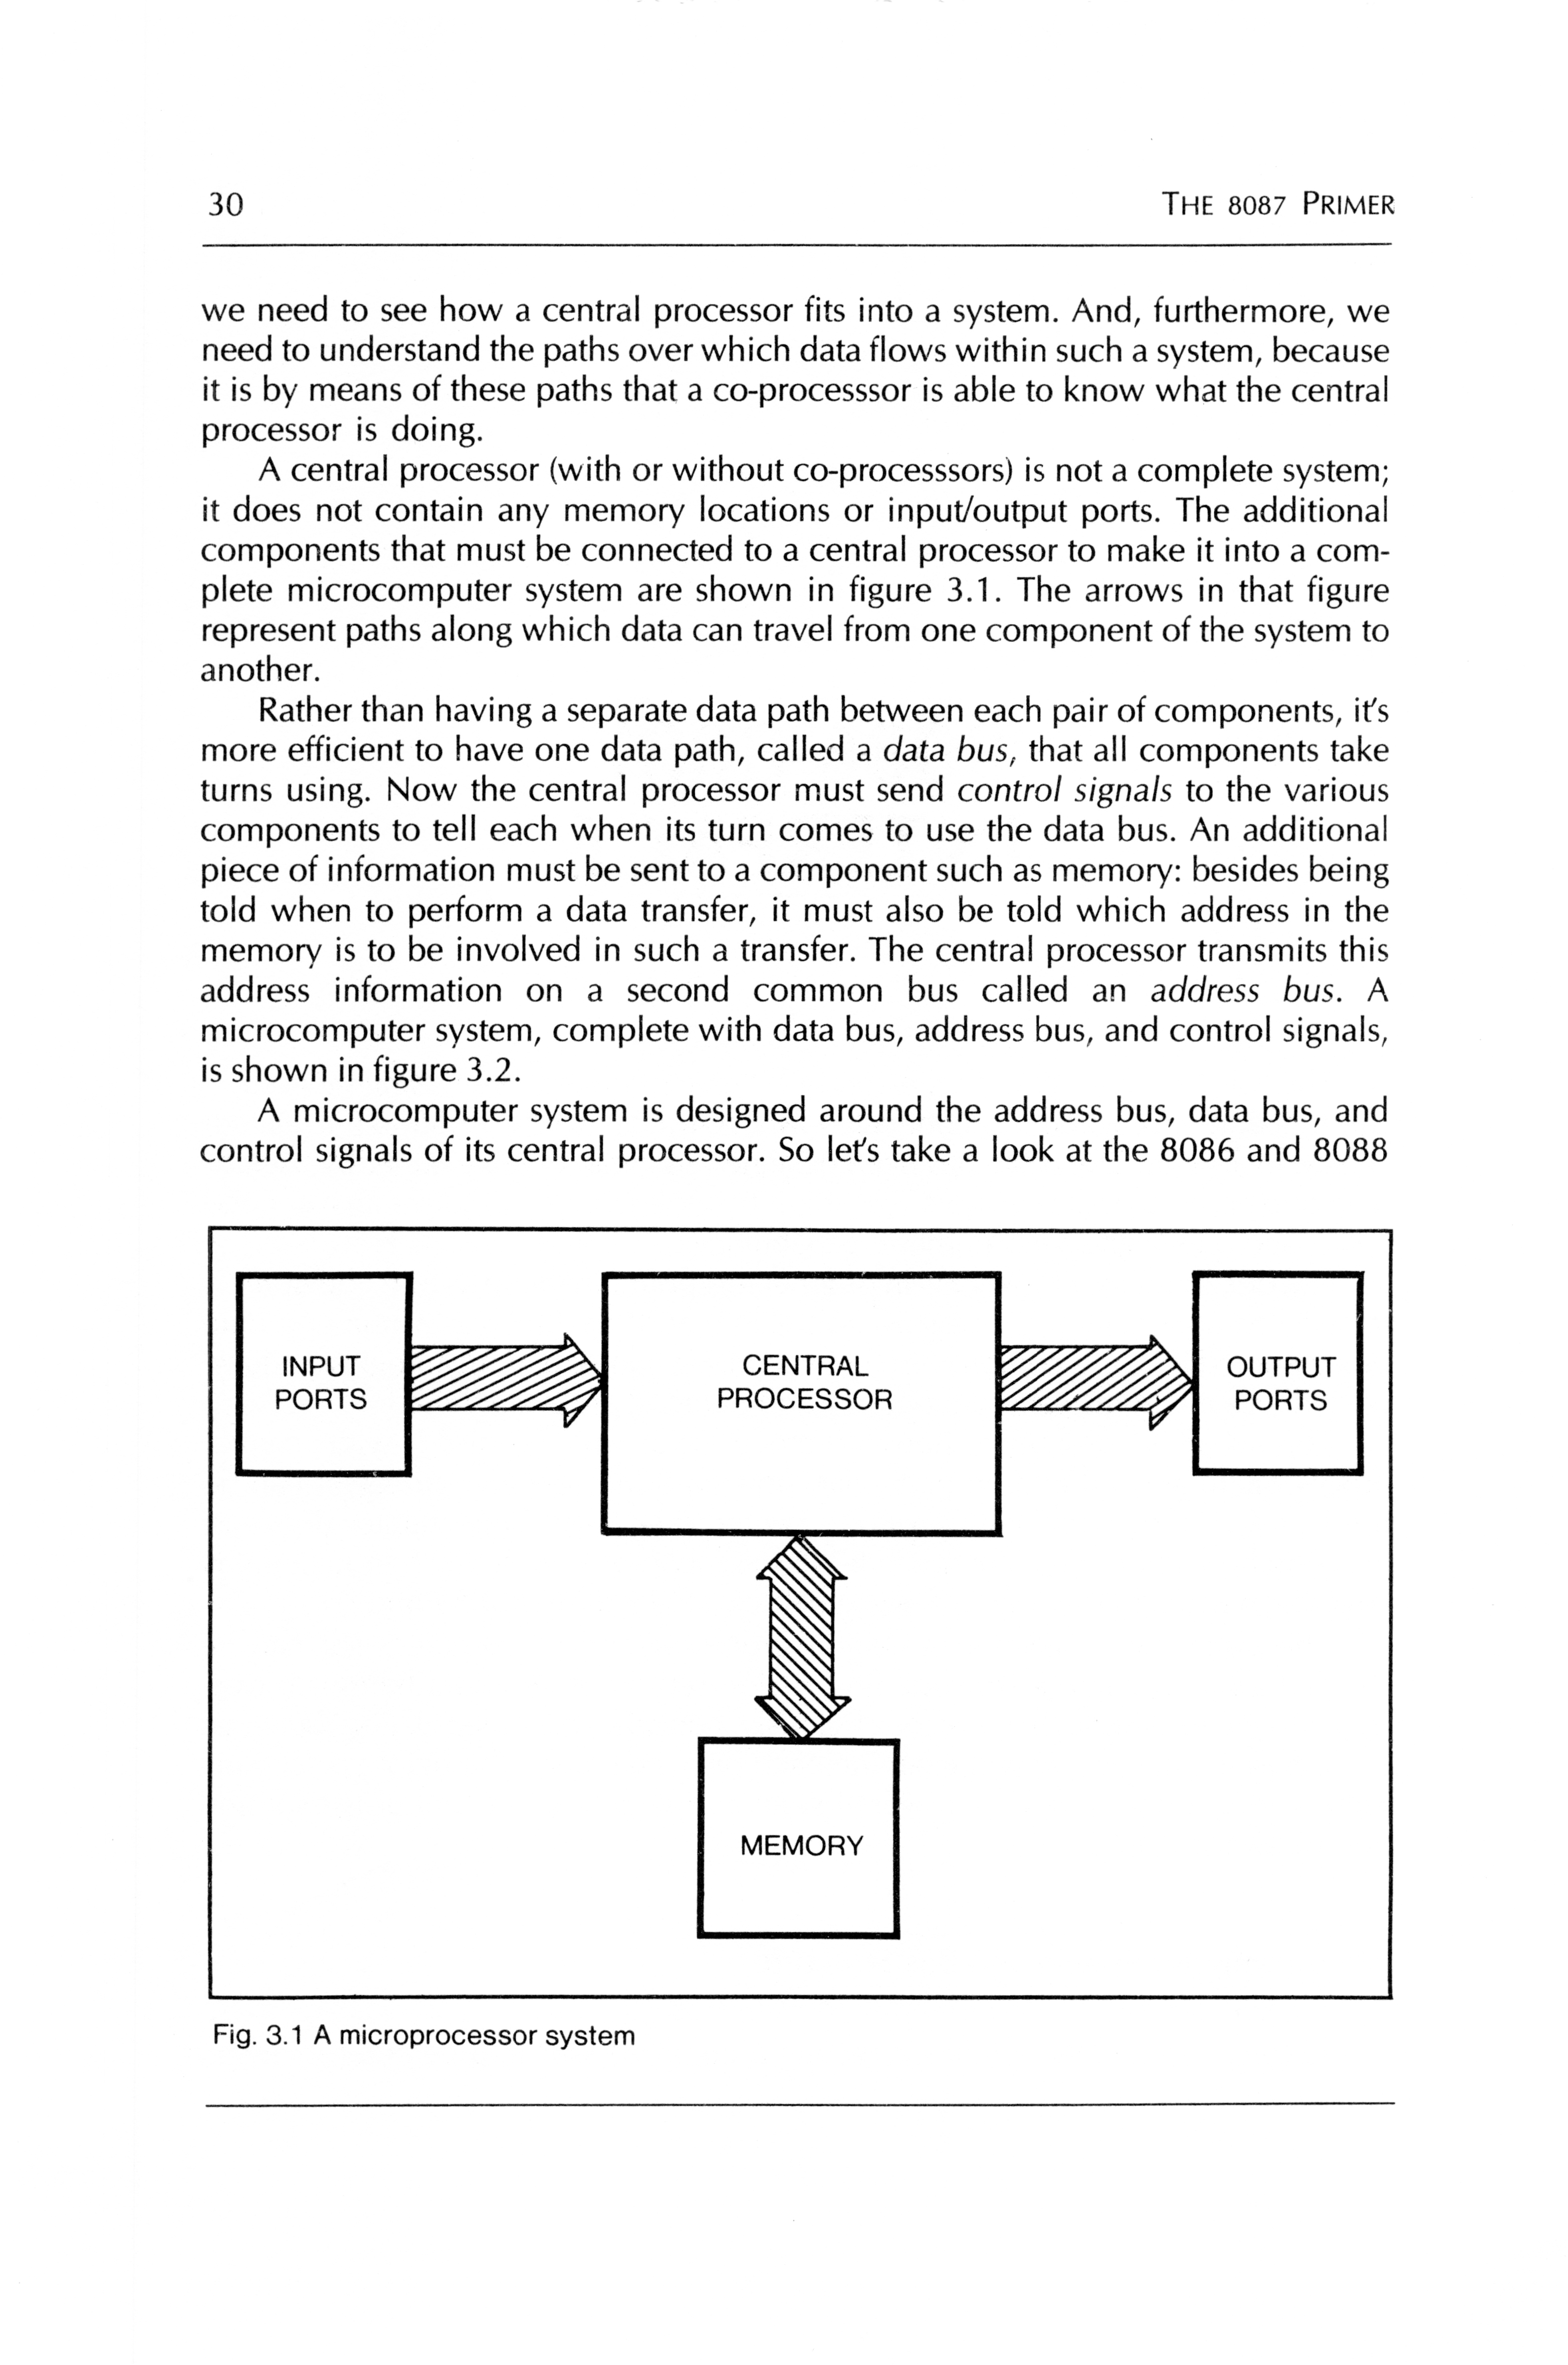 30 THE 8087 PRIMER
we need to see how a central processor fits into a system. And, furthermore, we
need to understand the paths over which data flows within such a system, because
it is by means of these paths that a co-processsor is able to know what the central
processor is doing.
A central processor (with or without co-processsors) is not a complete system;
it does not contain any memory locations or input/output ports. The additional
components that must be connected to a central processor to make it into a com-
plete microcomputer system are shown in figure 3.1. The arrows in that figure
represent paths along which data can travel from one component of the system to
another.
Rather than having a separate data path between each pair of components, it's
more efficient to have one data path, called a data bus, that all components take
turns using. Now the central processor must send control signals to the various
components to tell each when its turn comes to use the data bus. An additional
piece of information must be sent to a component such as memory: besides being
told when to perform a data transfer, it must also be told which address in the
memory is to be involved in such a transfer. The central processor transmits this
address information on a second common bus called an address bus. A
microcomputer system, complete with data bus, address bus, and control signals,
is shown in figure 3.2.
A microcomputer system is designed around the address bus, data bus, and
control signals of its central processor. So let's take a look at the 8086 and 8088
INPUT
PORTS
CENTRAL
PROCESSOR
OUTPUT
PORTS
MEMORY
Fig. 3.1 A microprocessor system